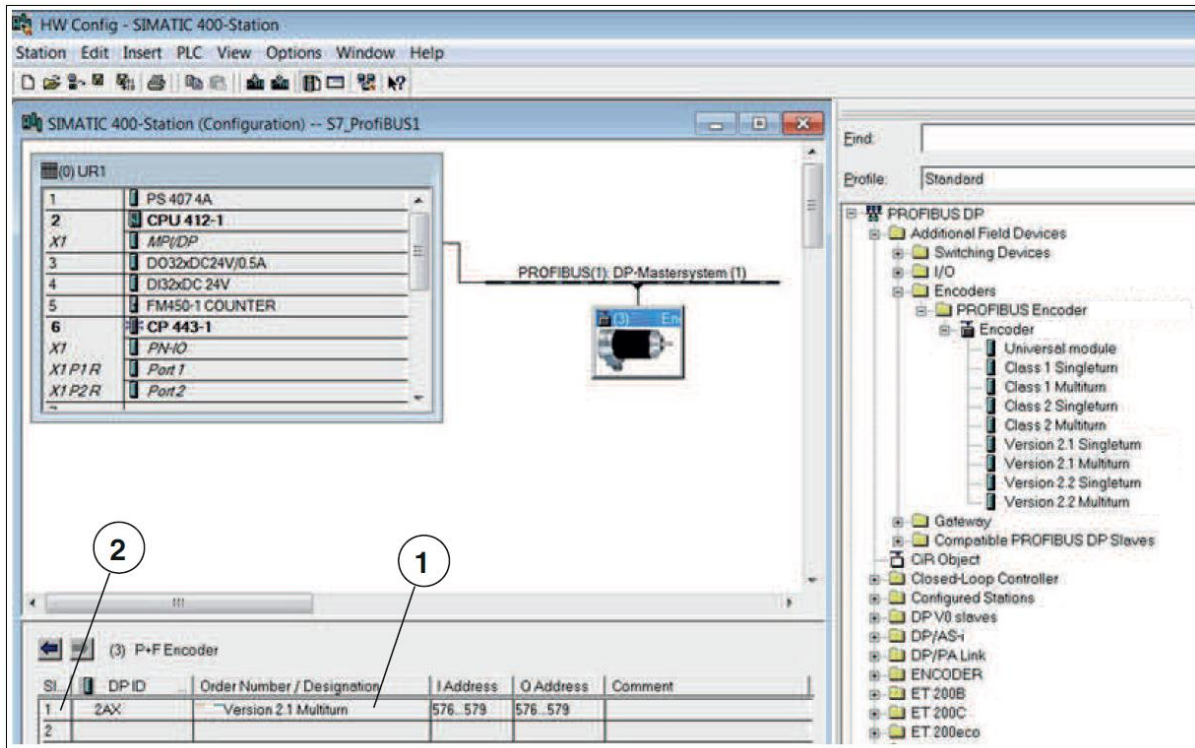 HW Config - SIMATIC 400-Station
Station Edit Insert PLC View Options Window Help
SIMATIC 400-Station (Configuration) -- S7_ProfiBUS1
(0) UR1
1 PS 407 4A
2 CPU 412-1
X1 MPI/DP
3 DO32xDC24V/0.5A
4 DI32xDC 24V
5 FM450-1 COUNTER
6 CP 443-1
X1 PN-IO
X1 P1 R Port 1
X1 P2 R Port 2
PROFIBUS(1): DP-Mastersystem (1)
(3) En
2
1
(3) P+F Encoder
Sl... DP ID ... Order Number / Designation I Address Q Address Comment
1 2AX Version 2.1 Multiturn 576...579 576...579
2
Find:
Profile: Standard
PROFIBUS DP
Additional Field Devices
Switching Devices
I/O
Encoders
PROFIBUS Encoder
Encoder
Universal module
Class 1 Singleturn
Class 1 Multiturn
Class 2 Singleturn
Class 2 Multiturn
Version 2.1 Singleturn
Version 2.1 Multiturn
Version 2.2 Singleturn
Version 2.2 Multiturn
Gateway
Compatible PROFIBUS DP Slaves
CiR Object
Closed-Loop Controller
Configured Stations
DP V0 slaves
DP/AS-i
DP/PA Link
ENCODER
ET 200B
ET 200C
ET 200eco